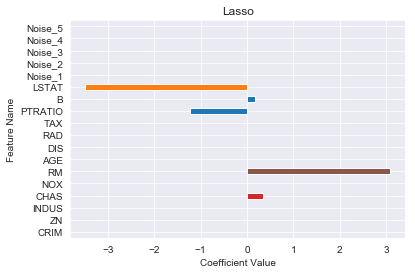 Lasso
Feature Name
Noise_5
Noise_4
Noise_3
Noise_2
Noise_1
LSTAT
B
PTRATIO
TAX
RAD
DIS
AGE
RM
NOX
CHAS
INDUS
ZN
CRIM
−3 −2 −1 0 1 2 3
Coefficient Value